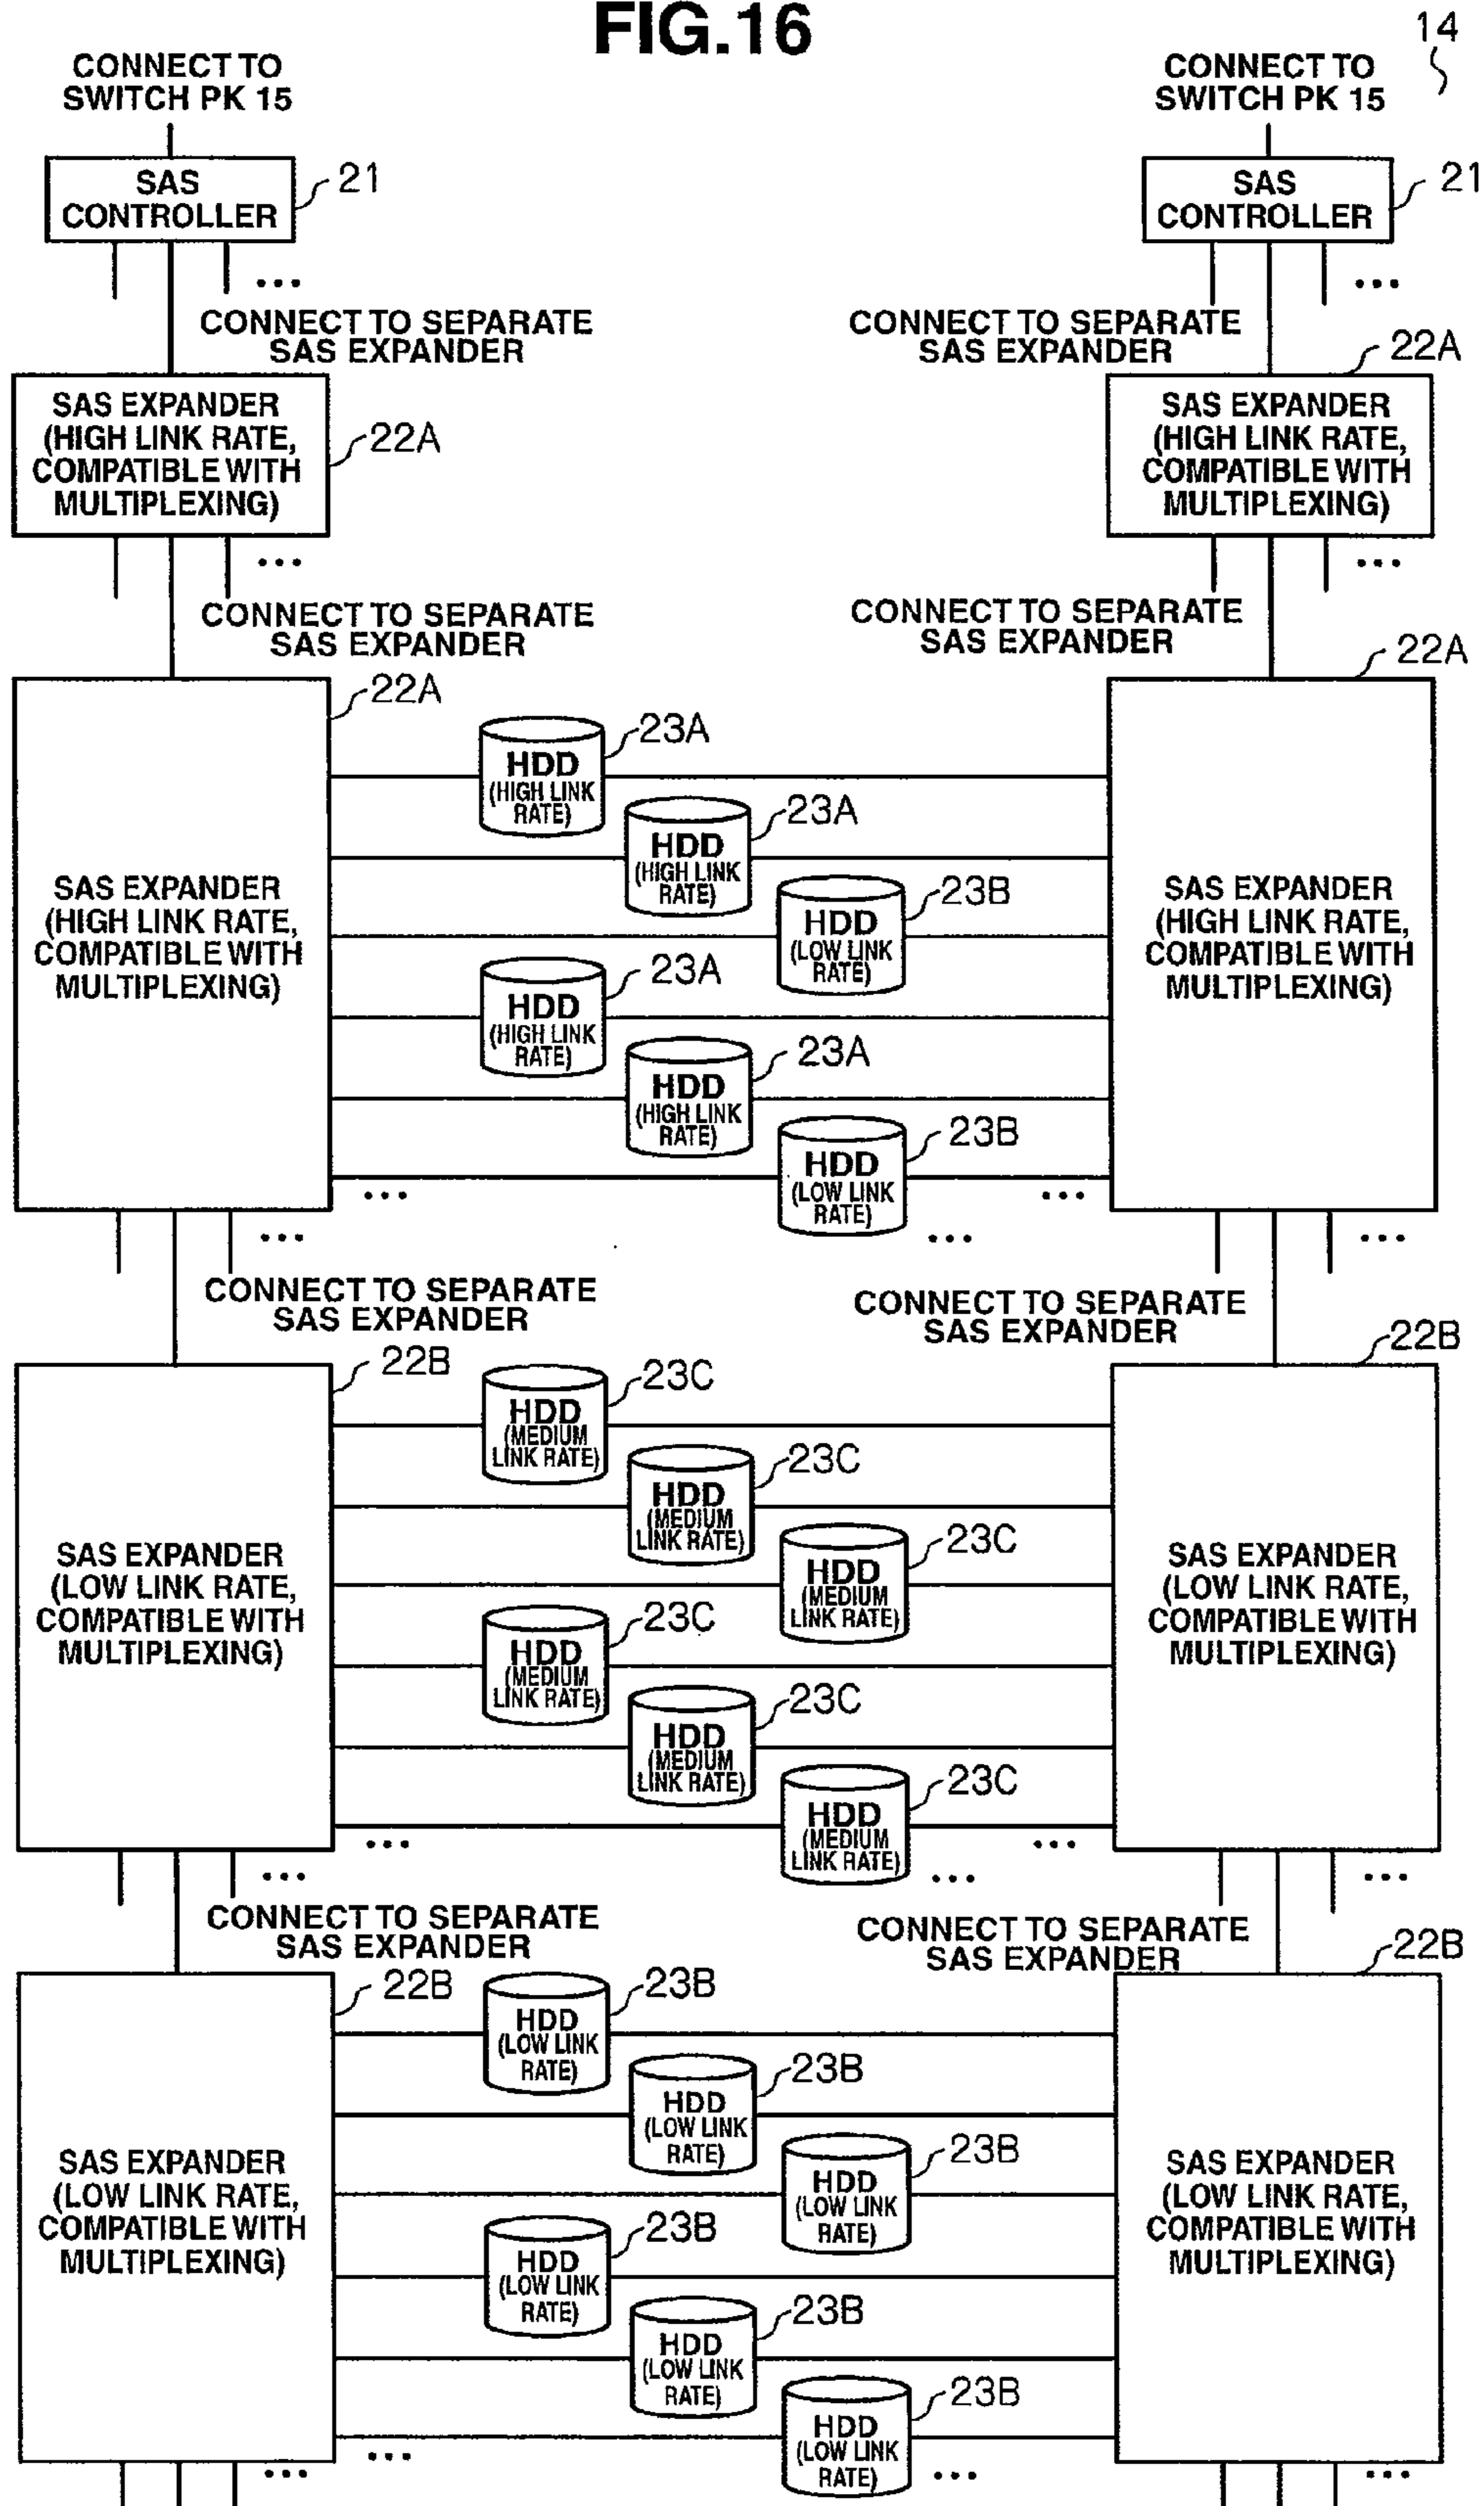 FIG.16
14
CONNECT TO
SWITCH PK 15
CONNECT TO
SWITCH PK 15
SAS
CONTROLLER
21
SAS
CONTROLLER
21
...
...
CONNECT TO SEPARATE
SAS EXPANDER
CONNECT TO SEPARATE
SAS EXPANDER
22A
SAS EXPANDER
(HIGH LINK RATE,
COMPATIBLE WITH
MULTIPLEXING)
22A
SAS EXPANDER
(HIGH LINK RATE,
COMPATIBLE WITH
MULTIPLEXING)
...
...
CONNECT TO SEPARATE
SAS EXPANDER
CONNECT TO SEPARATE
SAS EXPANDER
22A
22A
SAS EXPANDER
(HIGH LINK RATE,
COMPATIBLE WITH
MULTIPLEXING)
HDD
(HIGH LINK
RATE)
23A
HDD
(HIGH LINK
RATE)
23A
HDD
(LOW LINK
RATE)
23B
HDD
(HIGH LINK
RATE)
23A
HDD
(HIGH LINK
RATE)
23A
HDD
(LOW LINK
RATE)
23B
SAS EXPANDER
(HIGH LINK RATE,
COMPATIBLE WITH
MULTIPLEXING)
...
...
...
...
...
CONNECT TO SEPARATE
SAS EXPANDER
CONNECT TO SEPARATE
SAS EXPANDER
22B
22B
SAS EXPANDER
(LOW LINK RATE,
COMPATIBLE WITH
MULTIPLEXING)
HDD
(MEDIUM
LINK RATE)
23C
HDD
(MEDIUM
LINK RATE)
23C
HDD
(MEDIUM
LINK RATE)
23C
HDD
(MEDIUM
LINK RATE)
23C
HDD
(MEDIUM
LINK RATE)
23C
HDD
(MEDIUM
LINK RATE)
23C
SAS EXPANDER
(LOW LINK RATE,
COMPATIBLE WITH
MULTIPLEXING)
...
...
...
...
...
CONNECT TO SEPARATE
SAS EXPANDER
CONNECT TO SEPARATE
SAS EXPANDER
22B
22B
SAS EXPANDER
(LOW LINK RATE,
COMPATIBLE WITH
MULTIPLEXING)
HDD
(LOW LINK
RATE)
23B
HDD
(LOW LINK
RATE)
23B
HDD
(LOW LINK
RATE)
23B
HDD
(LOW LINK
RATE)
23B
HDD
(LOW LINK
RATE)
23B
HDD
(LOW LINK
RATE)
23B
SAS EXPANDER
(LOW LINK RATE,
COMPATIBLE WITH
MULTIPLEXING)
...
...
...
...